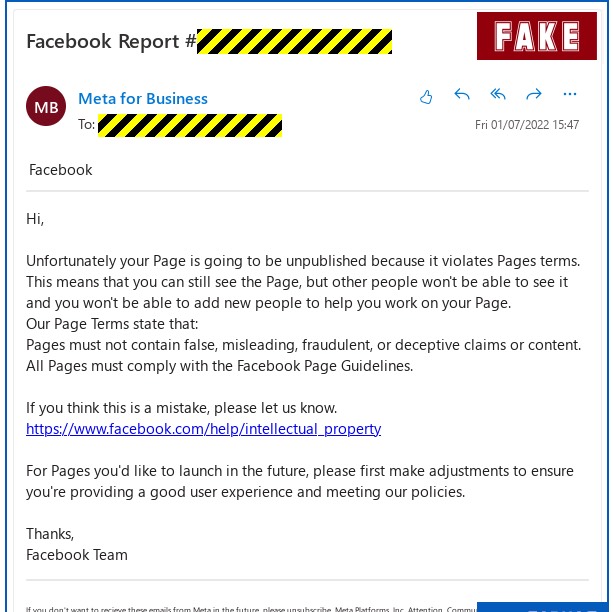 Facebook Report #
FAKE
MB
Meta for Business
To:
Fri 01/07/2022 15:47
Facebook
Hi,
Unfortunately your Page is going to be unpublished because it violates Pages terms.
This means that you can still see the Page, but other people won't be able to see it
and you won't be able to add new people to help you work on your Page.
Our Page Terms state that:
Pages must not contain false, misleading, fraudulent, or deceptive claims or content.
All Pages must comply with the Facebook Page Guidelines.
If you think this is a mistake, please let us know.
https://www.facebook.com/help/intellectual_property
For Pages you'd like to launch in the future, please first make adjustments to ensure
you're providing a good user experience and meeting our policies.
Thanks,
Facebook Team
If you don't want to recieve these emails from Meta in the future, please unsubscribe. Meta Platforms, Inc. Attention,